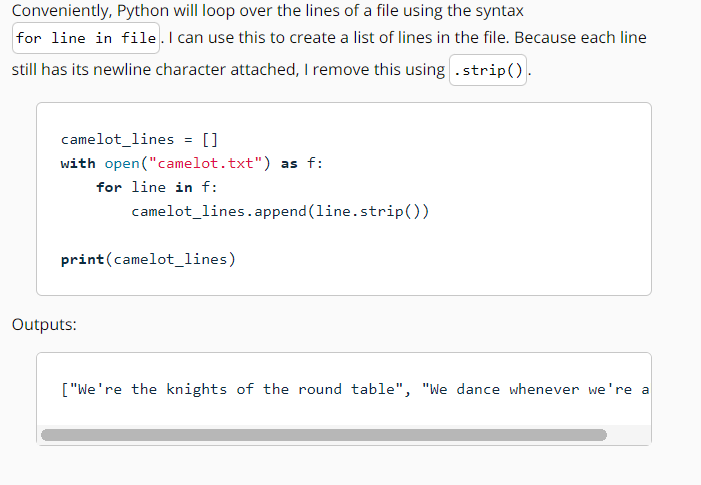 Conveniently, Python will loop over the lines of a file using the syntax
for line in file. I can use this to create a list of lines in the file. Because each line
still has its newline character attached, I remove this using .strip().
camelot_lines = []
with open("camelot.txt") as f:
    for line in f:
        camelot_lines.append(line.strip())
print(camelot_lines)
Outputs:
["We're the knights of the round table", "We dance whenever we're a